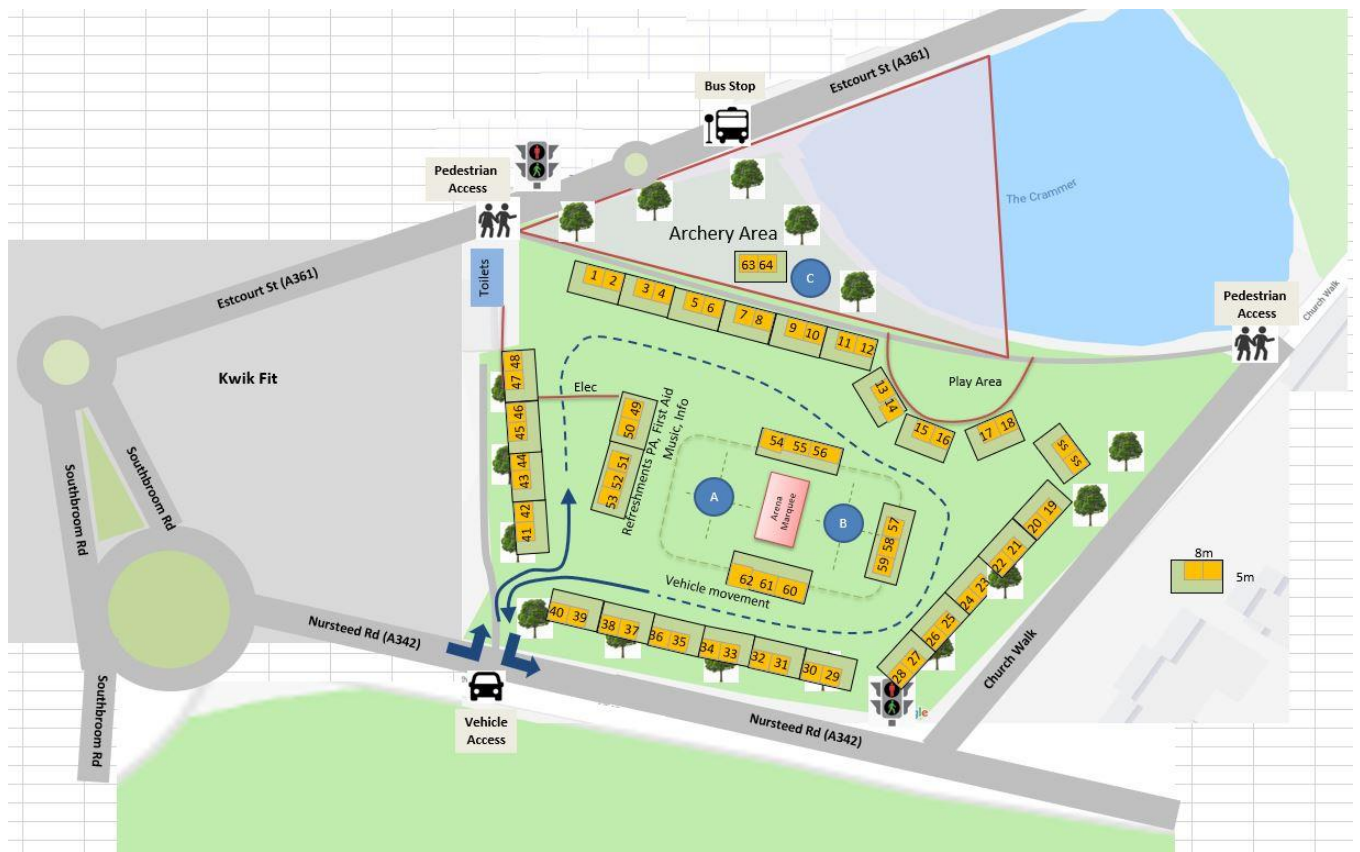 Estcourt St (A361)
Bus Stop
Pedestrian
Access
The Crammer
Archery Area
63 64
C
Toilets
Estcourt St (A361)
1 2
3 4
5 6
7 8
9 10
11 12
Pedestrian
Access
Church Walk
Kwik Fit
Play Area
13 14
15 16
17 18
SS SS
47 48
45 46
43 44
41 42
Elec
50 49
53 52 51
Refreshments PA, First Aid
Music, Info
54 55 56
A
Arena
Marquee
B
59 58 57
62 61 60
Vehicle movement
20 19
22 21
24 23
26 25
28 27
8m
5m
Southbroom Rd
Southbroom Rd
40 39
38 37
36 35
34 33
32 31
30 29
Nursteed Rd (A342)
Church Walk
gle
Southbroom Rd
Vehicle
Access
Nursteed Rd (A342)